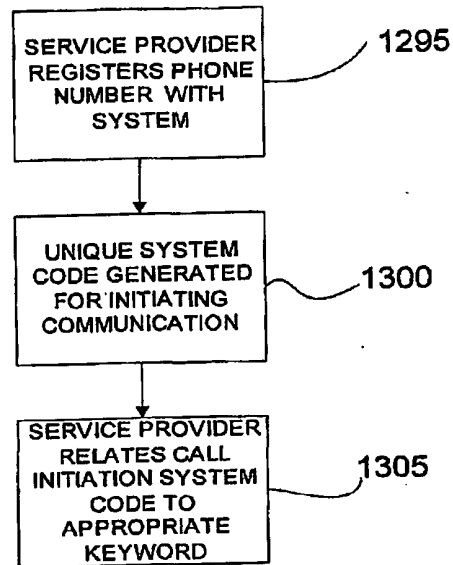 SERVICE PROVIDER
REGISTERS PHONE
NUMBER WITH
SYSTEM
1295
UNIQUE SYSTEM
CODE GENERATED
FOR INITIATING
COMMUNICATION
1300
SERVICE PROVIDER
RELATES CALL
INITIATION SYSTEM
CODE TO
APPROPRIATE
KEYWORD
1305